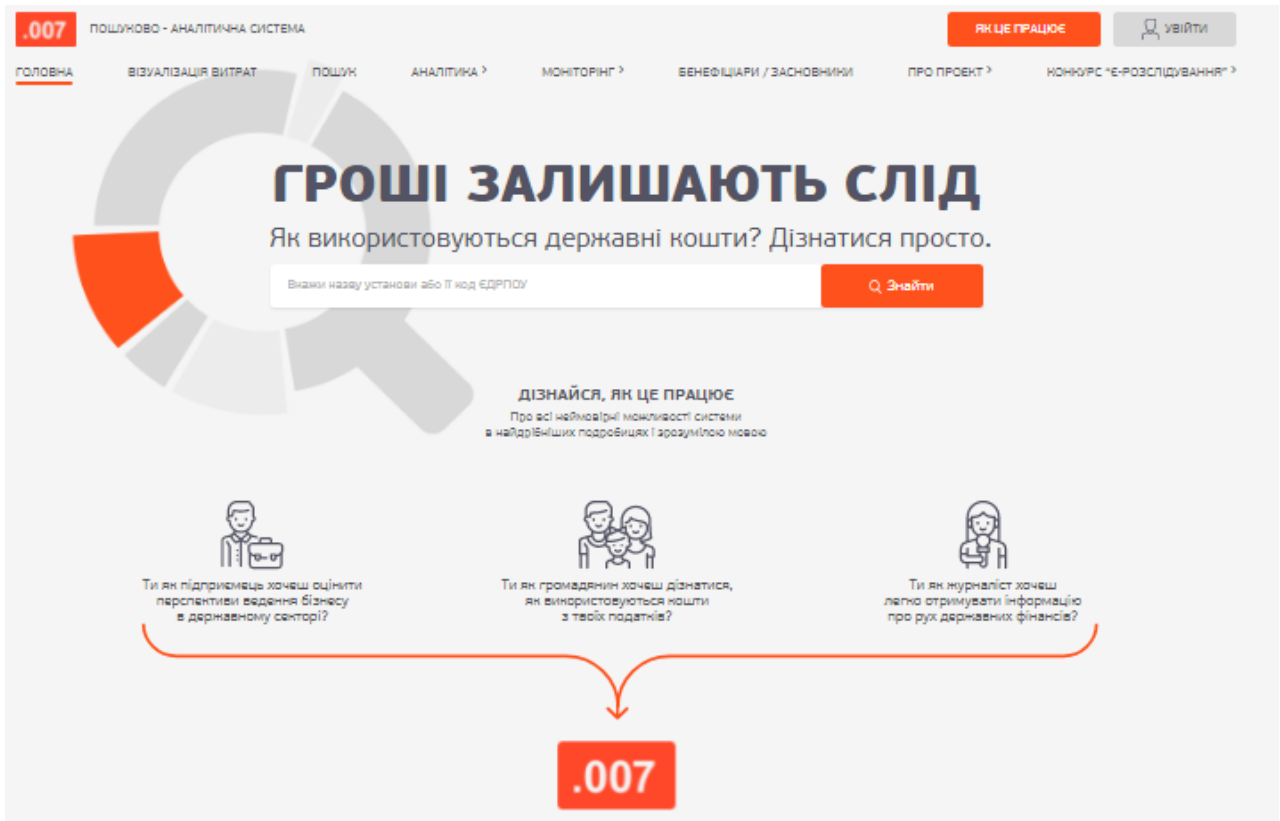 .007 ПОШУКОВО - АНАЛІТИЧНА СИСТЕМА ЯК ЦЕ ПРАЦЮЄ УВІЙТИ
ГОЛОВНА ВІЗУАЛІЗАЦІЯ ВИТРАТ ПОШУК АНАЛІТИКА МОНІТОРІНГ БЕНЕФІЦІАРИ / ЗАСНОВНИКИ ПРО ПРОЕКТ КОНКУРС "Є-РОЗСЛІДУВАННЯ"
ГРОШІ ЗАЛИШАЮТЬ СЛІД
Як використовуються державні кошти? Дізнатися просто.
Вкажи назву установи або її код ЄДРПОУ Знайти
ДІЗНАЙСЯ, ЯК ЦЕ ПРАЦЮЄ
Про всі неймовірні можливості системи
в найдрібніших подробицях і зрозумілою мовою
Ти як підприємець хочеш оцінити
перспективи ведення бізнесу
в державному секторі?
Ти як громадянин хочеш дізнатися,
як використовуються кошти
з твоїх податків?
Ти як журналіст хочеш
легко отримувати інформацію
про рух державних фінансів?
.007